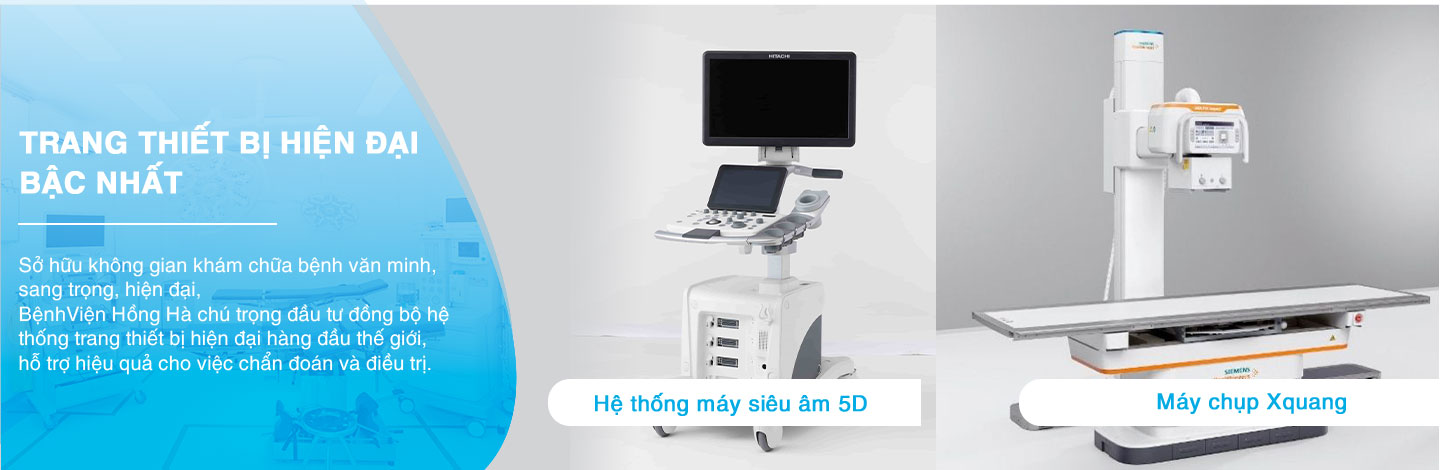 TRANG THIẾT BỊ HIỆN ĐẠI
BẬC NHẤT
Sở hữu không gian khám chữa bệnh văn minh,
sang trọng, hiện đại,
BệnhViện Hồng Hà chú trọng đầu tư đồng bộ hệ
thống trang thiết bị hiện đại hàng đầu thế giới,
hỗ trợ hiệu quả cho việc chẩn đoán và điều trị.
HITACHI
Hệ thống máy siêu âm 5D
SIEMENS
SIEMENS
Máy chụp Xquang